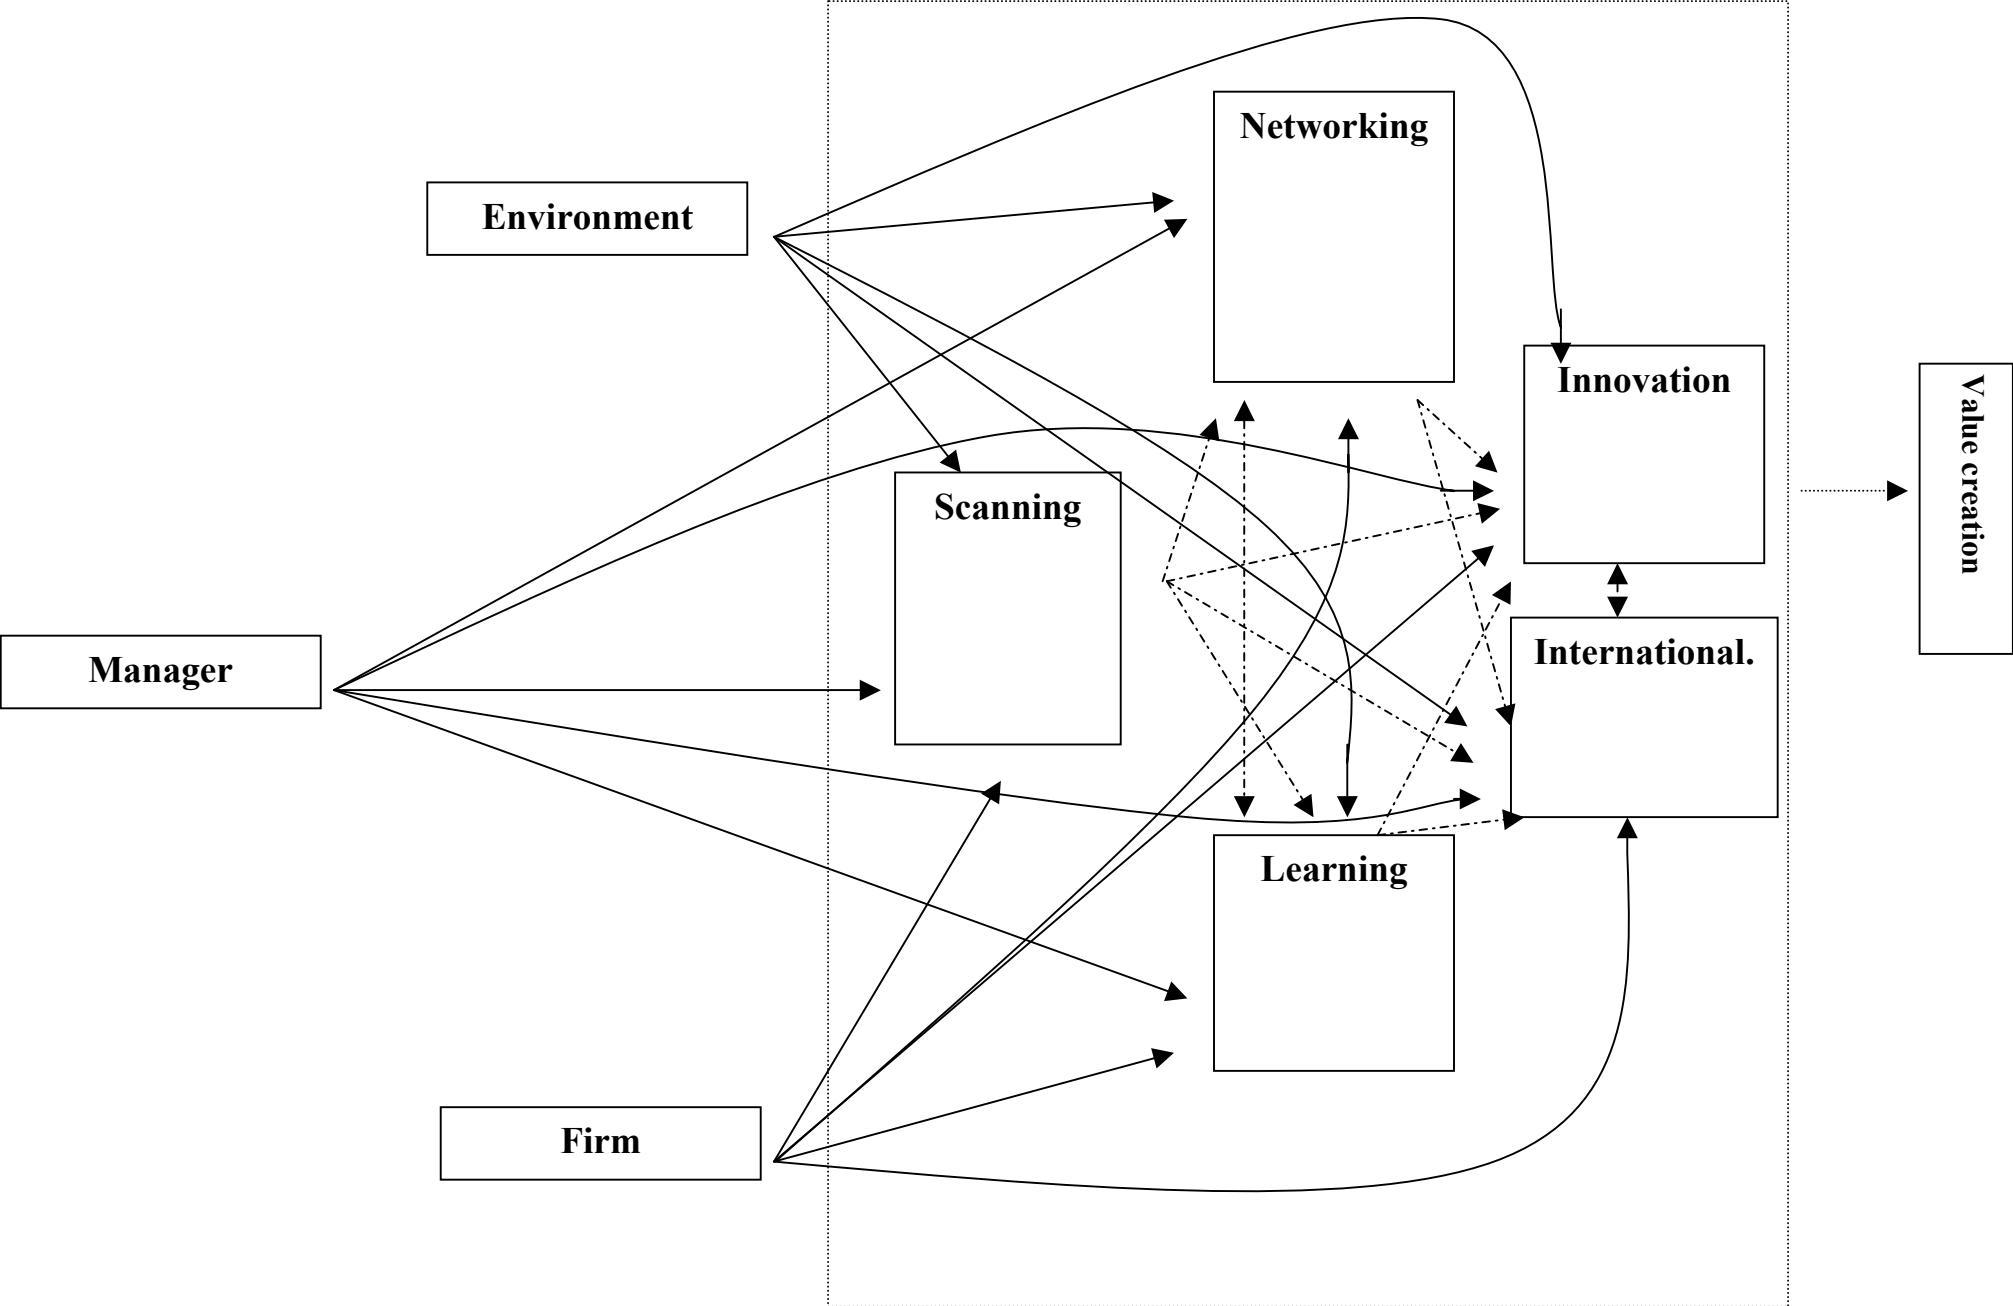 Networking
Environment
Innovation
Value creation
Scanning
International.
Manager
Learning
Firm